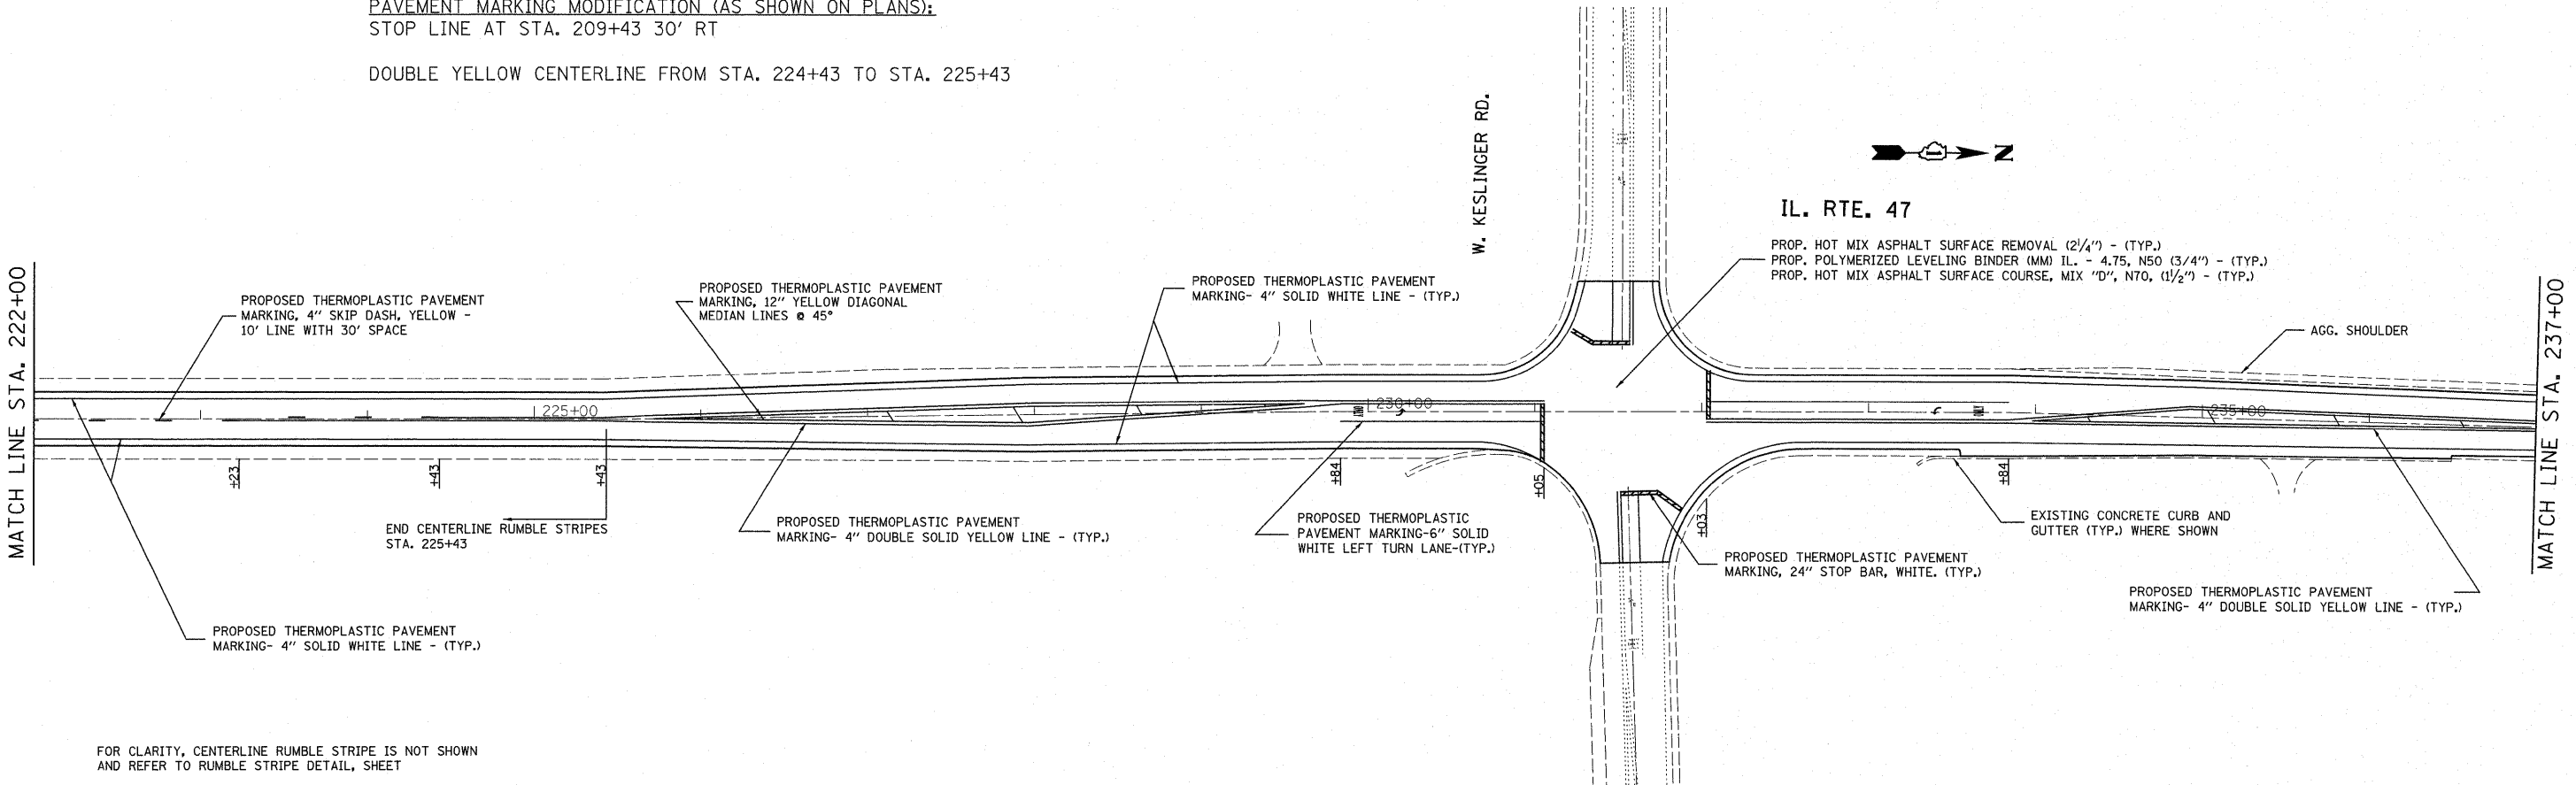 PAVEMENT MARKING MODIFICATION (AS SHOWN ON PLANS):
STOP LINE AT STA. 209+43 30' RT
DOUBLE YELLOW CENTERLINE FROM STA. 224+43 TO STA. 225+43
W. KESLINGER RD.
N
IL. RTE. 47
PROP. HOT MIX ASPHALT SURFACE REMOVAL (2 1/4") - (TYP.)
PROP. POLYMERIZED LEVELING BINDER (MM) IL. - 4.75, N50 (3/4") - (TYP.)
PROP. HOT MIX ASPHALT SURFACE COURSE, MIX "D", N70, (1 1/2") - (TYP.)
MATCH LINE STA. 222+00
PROPOSED THERMOPLASTIC PAVEMENT
MARKING, 4" SKIP DASH, YELLOW -
10' LINE WITH 30' SPACE
PROPOSED THERMOPLASTIC PAVEMENT
MARKING, 12" YELLOW DIAGONAL
MEDIAN LINES @ 45°
PROPOSED THERMOPLASTIC PAVEMENT
MARKING- 4" SOLID WHITE LINE - (TYP.)
AGG. SHOULDER
MATCH LINE STA. 237+00
225+00
230+00
235+00
ONLY
ONLY
+23
+43
+43
+84
+05
+03
+84
END CENTERLINE RUMBLE STRIPES
STA. 225+43
PROPOSED THERMOPLASTIC PAVEMENT
MARKING- 4" DOUBLE SOLID YELLOW LINE - (TYP.)
PROPOSED THERMOPLASTIC
PAVEMENT MARKING-6" SOLID
WHITE LEFT TURN LANE-(TYP.)
PROPOSED THERMOPLASTIC PAVEMENT
MARKING, 24" STOP BAR, WHITE. (TYP.)
EXISTING CONCRETE CURB AND
GUTTER (TYP.) WHERE SHOWN
PROPOSED THERMOPLASTIC PAVEMENT
MARKING- 4" DOUBLE SOLID YELLOW LINE - (TYP.)
PROPOSED THERMOPLASTIC PAVEMENT
MARKING- 4" SOLID WHITE LINE - (TYP.)
FOR CLARITY, CENTERLINE RUMBLE STRIPE IS NOT SHOWN
AND REFER TO RUMBLE STRIPE DETAIL, SHEET